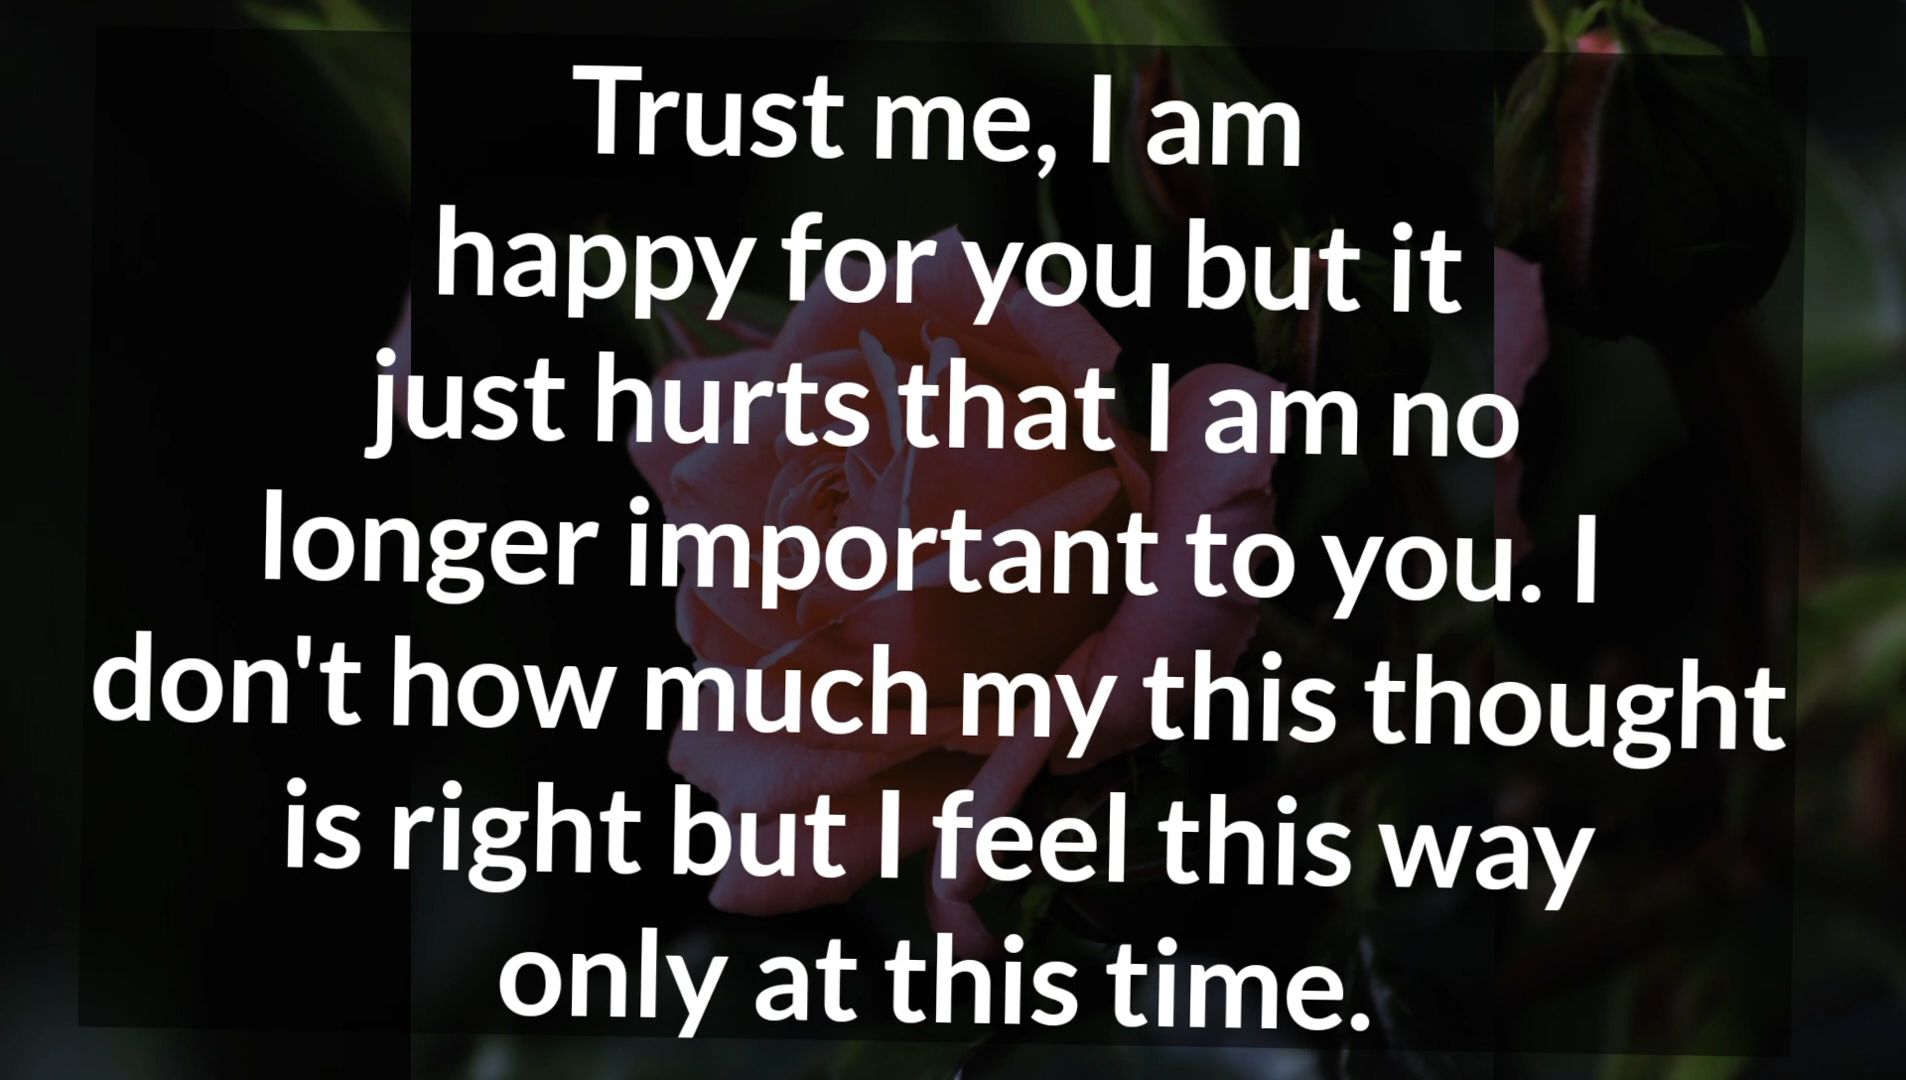 Trust me, I am
happy for you but it
just hurts that I am no
longer important to you. I
don't how much my this thought
is right but I feel this way
only at this time.